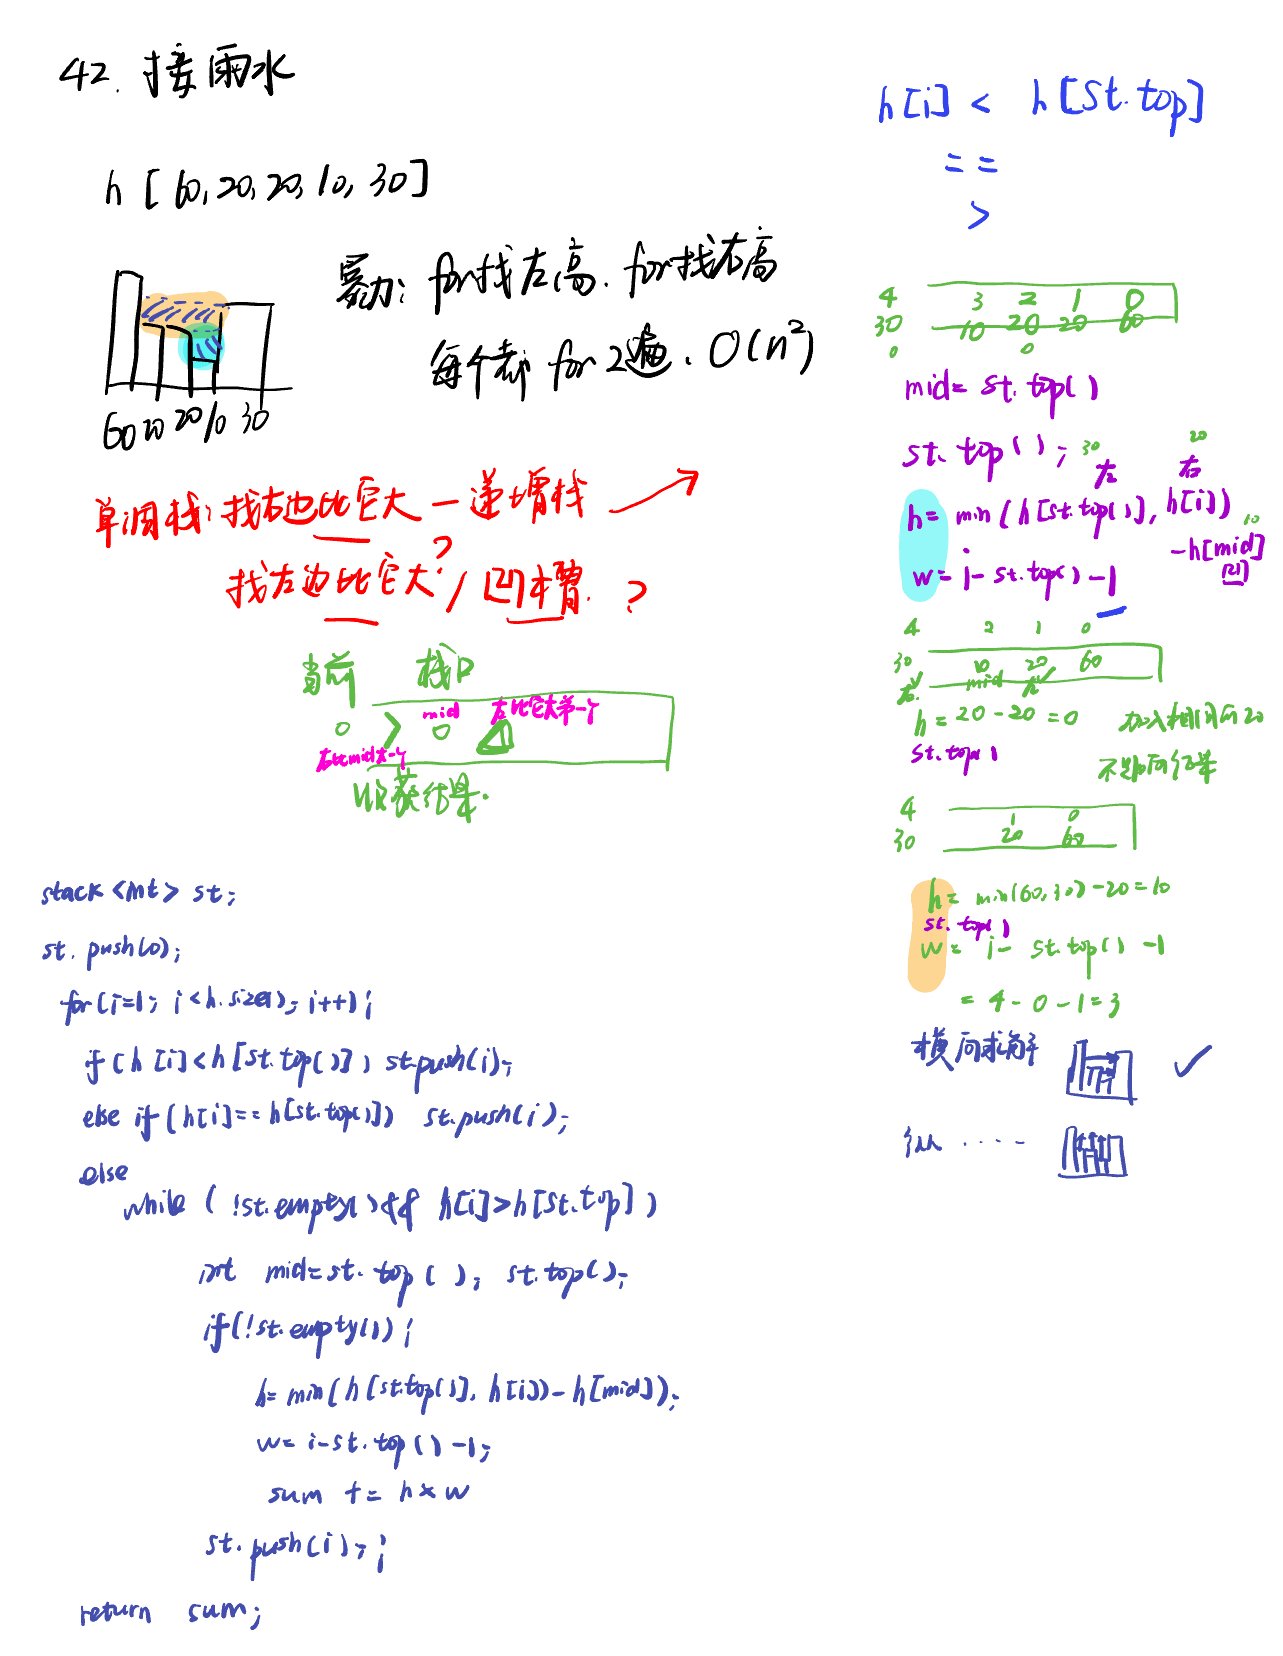 42. 接雨水
h [60, 20, 20, 10, 30]
暴力: for找左高. for找右高
每个都 for 2遍. O(n²)
60 20 20 10 30
单调栈: 找右边比它大 — 递增栈
找左边比它大? / 凹槽. ?
当前 栈口
0 > mid 0 左比它大第一个
右比mid大一个
收获结果.
stack <int> st;
st. push(0);
for(i=1; i<h.size(); i++) {
if (h[i]<h[st.top()]) st.push(i);
else if (h[i]==h[st.top()]) st.push(i);
else
while ( !st.empty() && h[i]>h[st.top])
int mid=st.top(); st.top();
if(!st.empty()) {
h=min(h[st.top()], h[i])-h[mid]);
w= i-st.top()-1;
sum += h×w
st.push(i); }
return sum;
h[i] < h[st.top]
==
>
4 3 2 1 0
30 10 20 20 60
0 0
mid= st.top()
st.top();
30 左 20 右
h= min(h[st.top()], h[i])
10
-h[mid]
凹
w= i- st.top() -1
4 2 1 0
30 10 20 60
右 mid 左
h= 20-20=0 加入相同的20
st.top() 不影响结果
4 1 0
30 20 60
h= min(60,30)-20=10
st.top()
w= i- st.top() -1
= 4-0-1=3
横向求解
纵 ....